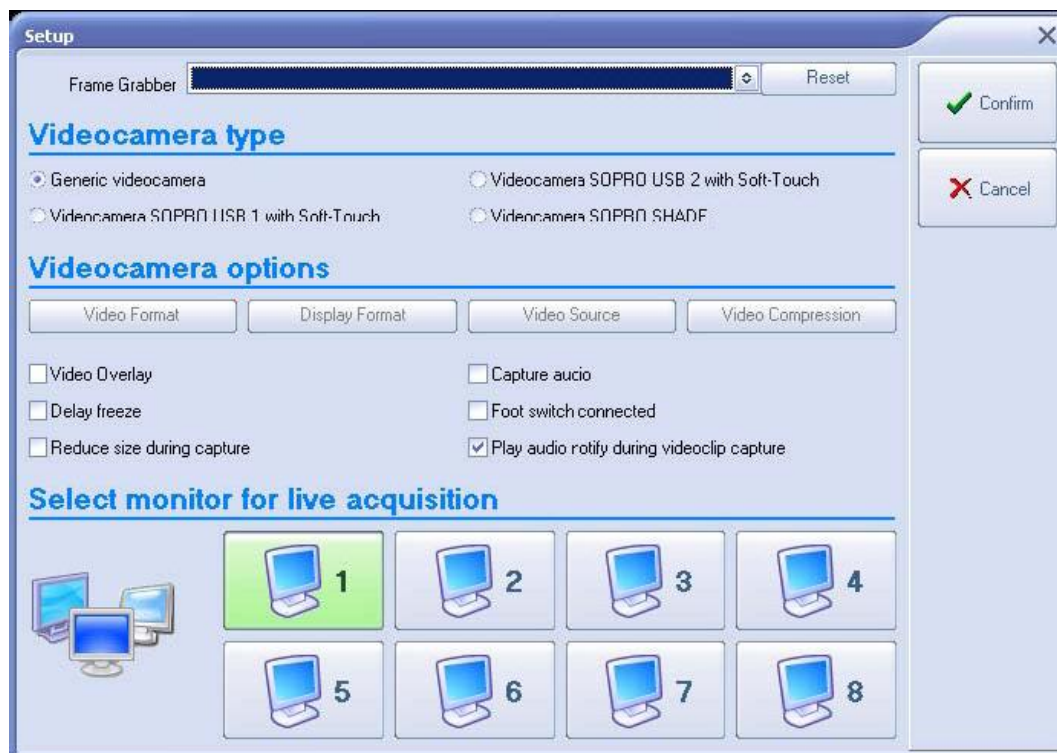 Setup
Frame Grabber Reset
Confirm
Cancel
Videocamera type
Generic videocamera Videocamera SOPRO USB 2 with Soft-Touch
Videocamera SOPRO USB 1 with Soft-Touch Videocamera SOPRO SHADE
Videocamera options
Video Format Display Format Video Source Video Compression
Video Overlay Capture aucio
Delay freeze Foot switch connected
Reduce size during capture Play audio rotify during videoclip capture
Select monitor for live acquisition
1 2 3 4
5 6 7 8